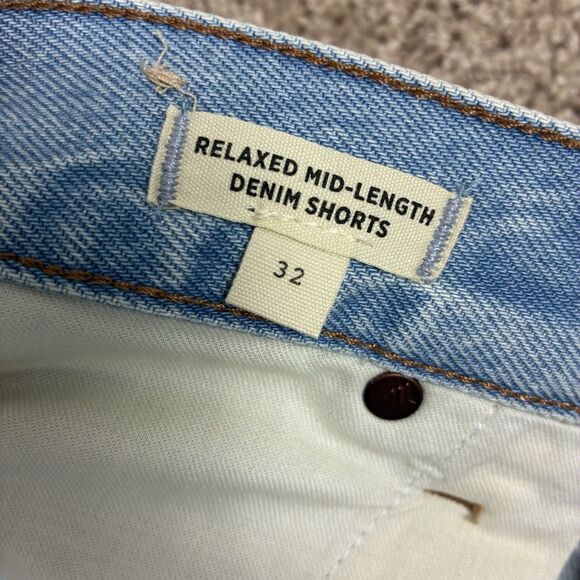 RELAXED MID-LENGTH
DENIM SHORTS
32